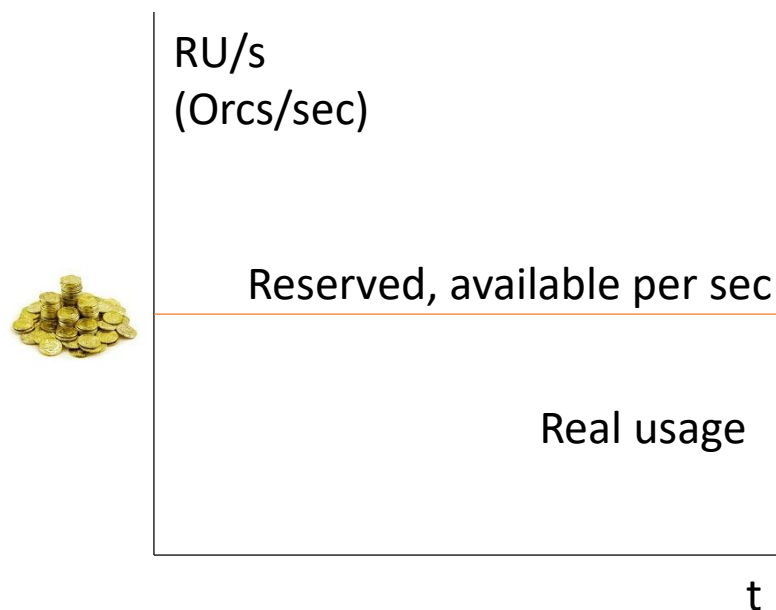 RU/s
(Orcs/sec)
Reserved, available per sec
Real usage
t